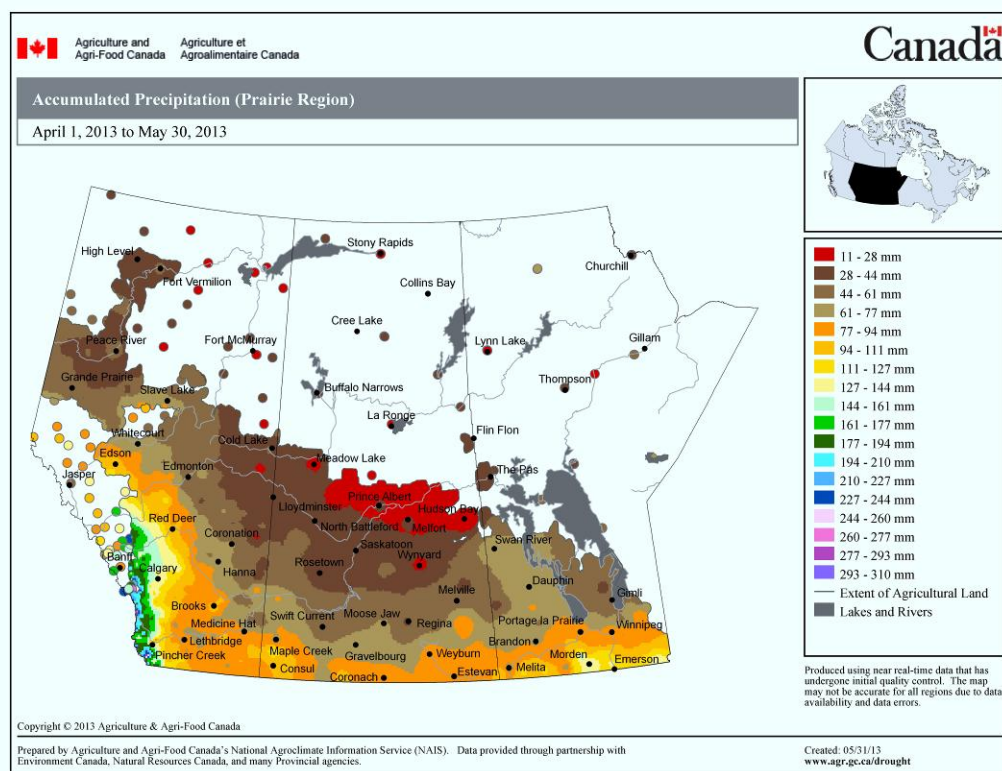 Agriculture and
Agri-Food Canada
Agriculture et
Agroalimentaire Canada
Canada
Accumulated Precipitation (Prairie Region)
April 1, 2013 to May 30, 2013
High Level
Fort Vermilion
Stony Rapids
Churchill
Collins Bay
Cree Lake
Peace River
Fort McMurray
Lynn Lake
Gillam
Grande Prairie
Slave Lake
Buffalo Narrows
Thompson
La Ronge
Whitecourt
Flin Flon
Cold Lake
Edson
Meadow Lake
Jasper
Edmonton
The Pas
Prince Albert
Lloydminster
Hudson Bay
Red Deer
North Battleford
Melfort
Coronation
Saskatoon
Swan River
Banff
Hanna
Rosetown
Wynyard
Calgary
Dauphin
Gimli
Brooks
Melville
Medicine Hat
Swift Current
Moose Jaw
Regina
Portage la Prairie
Winnipeg
Lethbridge
Maple Creek
Gravelbourg
Brandon
Pincher Creek
Weyburn
Morden
Emerson
Consul
Coronach
Estevan
Melita
11 - 28 mm
28 - 44 mm
44 - 61 mm
61 - 77 mm
77 - 94 mm
94 - 111 mm
111 - 127 mm
127 - 144 mm
144 - 161 mm
161 - 177 mm
177 - 194 mm
194 - 210 mm
210 - 227 mm
227 - 244 mm
244 - 260 mm
260 - 277 mm
277 - 293 mm
293 - 310 mm
Extent of Agricultural Land
Lakes and Rivers
Produced using near real-time data that has
undergone initial quality control. The map
may not be accurate for all regions due to data
availability and data errors.
Copyright © 2013 Agriculture & Agri-Food Canada
Prepared by Agriculture and Agri-Food Canada's National Agroclimate Information Service (NAIS). Data provided through partnership with
Environment Canada, Natural Resources Canada, and many Provincial agencies.
Created: 05/31/13
www.agr.gc.ca/drought